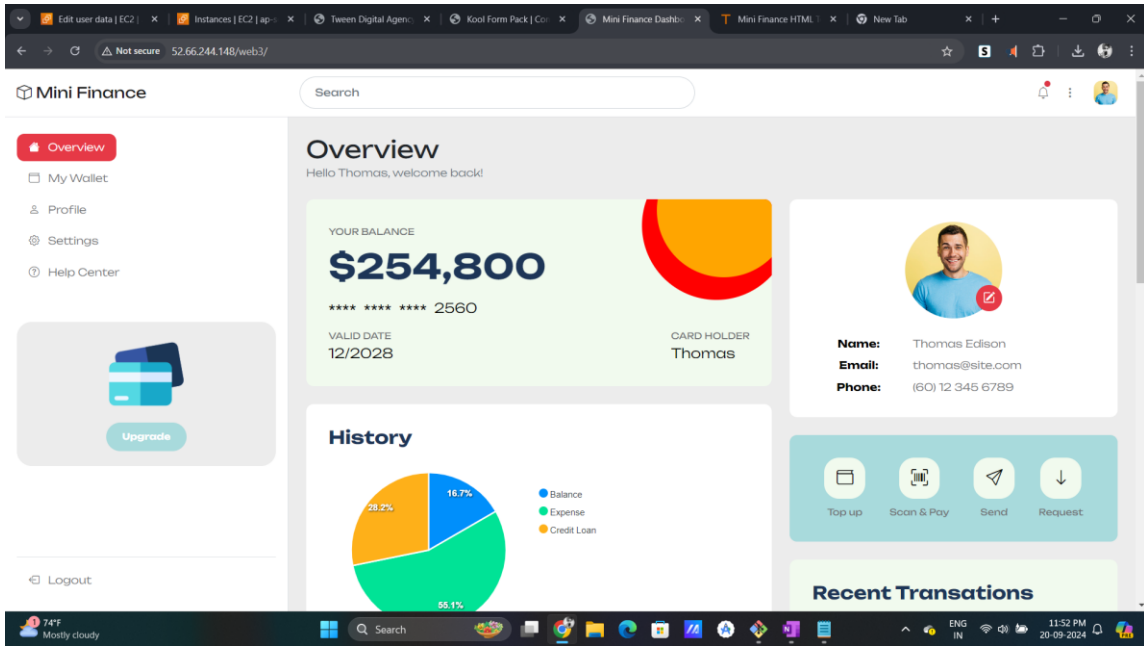 Edit user data | EC2 |
Instances | EC2 | ap-s
Tween Digital Agency
Kool Form Pack | Con
Mini Finance Dashbo
Mini Finance HTML T
New Tab
Not secure 52.66.244.148/web3/
Mini Finance
Search
Overview
My Wallet
Profile
Settings
Help Center
Upgrade
Logout
Overview
Hello Thomas, welcome back!
YOUR BALANCE
$254,800
**** **** **** 2560
VALID DATE
12/2028
CARD HOLDER
Thomas
History
16.7%
28.2%
55.1%
Balance
Expense
Credit Loan
Name: Thomas Edison
Email: thomas@site.com
Phone: (60) 12 345 6789
Top up
Scan & Pay
Send
Request
Recent Transations
1
74°F
Mostly cloudy
Search
ENG
IN
11:52 PM
20-09-2024